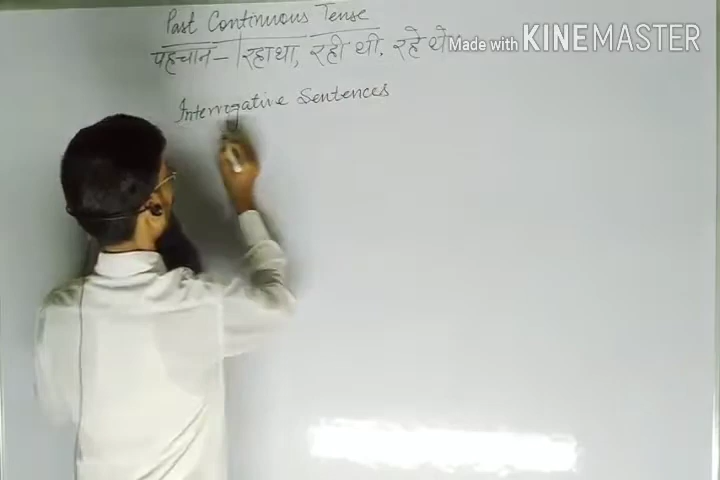 Past Continuous Tense
पहचान - रहा था, रही थी, रहे थे।
Made with KINEMASTER
Interrogative Sentences